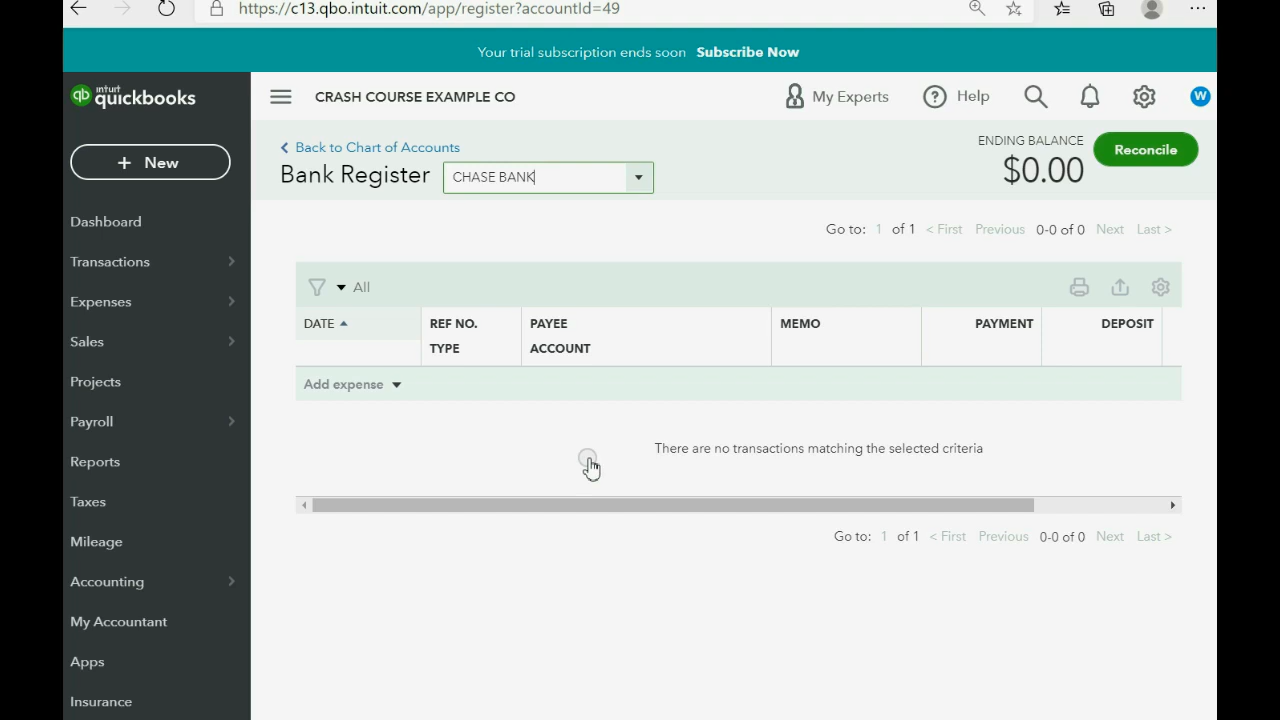 https://c13.qbo.intuit.com/app/register?accountId=49
Your trial subscription ends soon Subscribe Now
qb intuit quickbooks
CRASH COURSE EXAMPLE CO
My Experts
Help
W
+ New
Dashboard
Transactions
Expenses
Sales
Projects
Payroll
Reports
Taxes
Mileage
Accounting
My Accountant
Apps
Insurance
Back to Chart of Accounts
Bank Register CHASE BANK
ENDING BALANCE
$0.00
Reconcile
Go to: 1 of 1 < First Previous 0-0 of 0 Next Last >
All
DATE REF NO. PAYEE MEMO PAYMENT DEPOSIT
TYPE ACCOUNT
Add expense
There are no transactions matching the selected criteria
Go to: 1 of 1 < First Previous 0-0 of 0 Next Last >